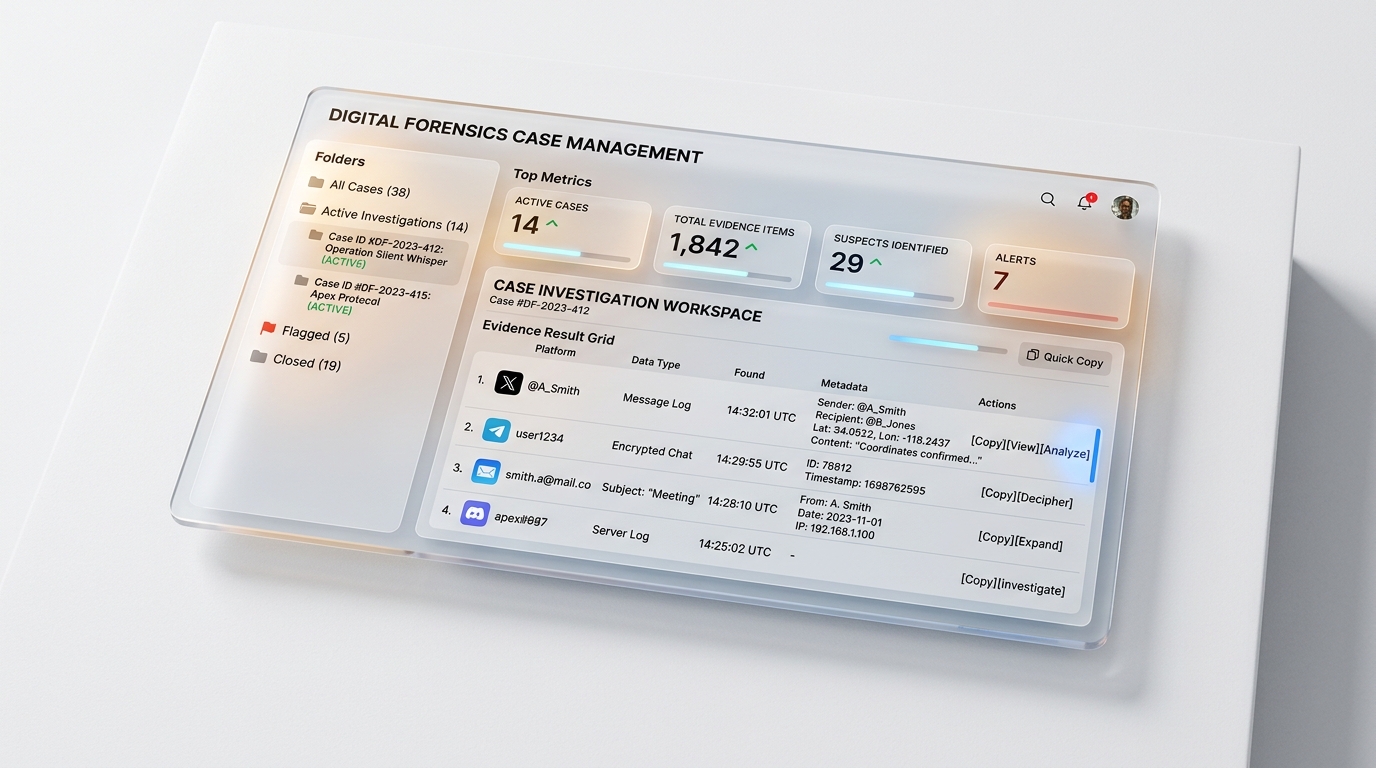 DIGITAL FORENSICS CASE MANAGEMENT
Folders
All Cases (38)
Active Investigations (14)
Case ID #DF-2023-412:
Operation Slient Whisper
(ACTIVE)
Case ID #DF-2023-415:
Apex Protecol
(ACTIVE)
Flagged (5)
Closed (19)
Top Metrics
ACTIVE CASES
14
TOTAL EVIDENCE ITEMS
1,842
SUSPECTS IDENTIFIED
29
ALERTS
7
CASE INVESTIGATION WORKSPACE
Case #DF-2023-412
Quick Copy
Evidence Result Grid
Platform Data Type Found Metadata Actions
1. @A_Smith Message Log 14:32:01 UTC
Sender: @A_Smith
Recipient: @B_Jones
Lat: 34.0522, Lon: -118.2437
Content: "Coordinates confirmed..."
[Copy][View][Analyze]
2. user1234 Encrypted Chat 14:29:55 UTC
ID: 78812
Timestamp: 1698762595
[Copy][Decipher]
3. smith.a@mail.co Subject: "Meeting" 14:28:10 UTC
From: A. Smith
Date: 2023-11-01
IP: 192.168.1.100
[Copy][Expand]
4. Server Log 14:25:02 UTC -
[Copy][investigate]